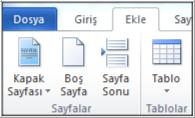 Dosya Giriş Ekle Say
Kapak Sayfası Boş Sayfa Sayfa Sonu Tablo
Sayfalar Tablolar